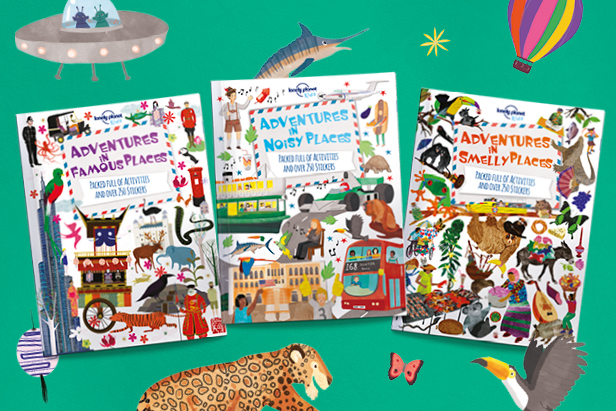 lonely planet
KIDS
ADVENTURES
IN
FAMOUS PLACES
PACKED FULL OF ACTIVITIES
AND OVER 250 STICKERS
lonely planet
KIDS
ADVENTURES
IN
NOISY PLACES
PACKED FULL OF ACTIVITIES
AND OVER 250 STICKERS
168
3
lonely planet
KIDS
ADVENTURES
IN
SMELLY PLACES
PACKED FULL OF ACTIVITIES
AND OVER 250 STICKERS